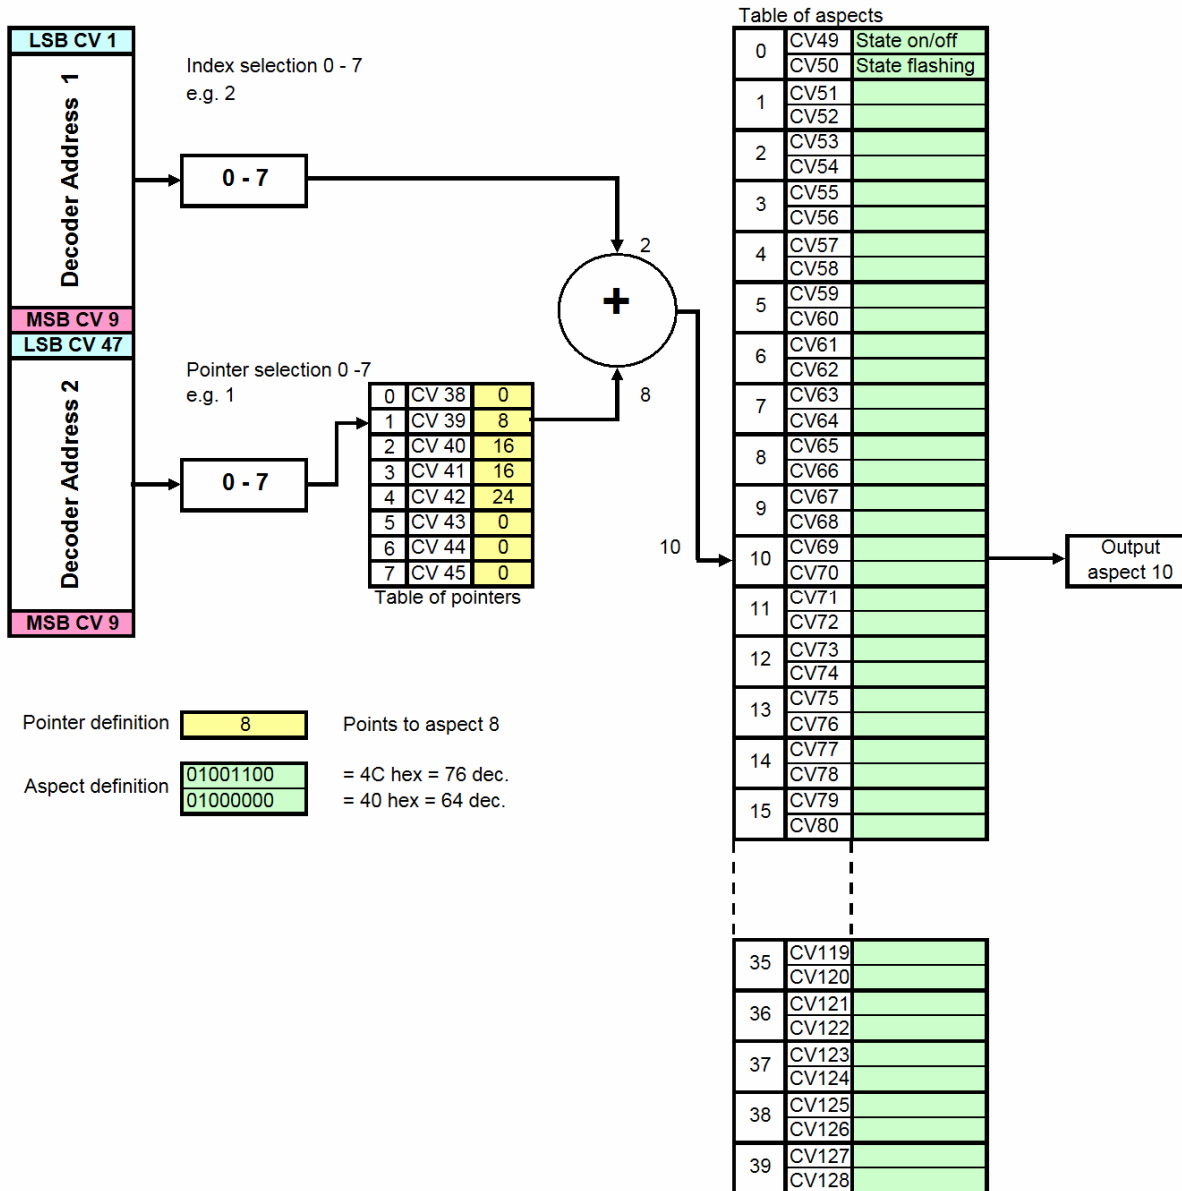 LSB CV 1
Decoder Address 1
MSB CV 9
LSB CV 47
Decoder Address 2
MSB CV 9
Index selection 0 - 7
e.g. 2
0 - 7
Pointer selection 0 -7
e.g. 1
0 - 7
0 CV 38 0
1 CV 39 8
2 CV 40 16
3 CV 41 16
4 CV 42 24
5 CV 43 0
6 CV 44 0
7 CV 45 0
Table of pointers
2
+
8
10
Table of aspects
0 CV49 State on/off
CV50 State flashing
1 CV51
CV52
2 CV53
CV54
3 CV55
CV56
4 CV57
CV58
5 CV59
CV60
6 CV61
CV62
7 CV63
CV64
8 CV65
CV66
9 CV67
CV68
10 CV69
CV70
11 CV71
CV72
12 CV73
CV74
13 CV75
CV76
14 CV77
CV78
15 CV79
CV80
35 CV119
CV120
36 CV121
CV122
37 CV123
CV124
38 CV125
CV126
39 CV127
CV128
Output
aspect 10
Pointer definition 8 Points to aspect 8
Aspect definition
01001100 = 4C hex = 76 dec.
01000000 = 40 hex = 64 dec.